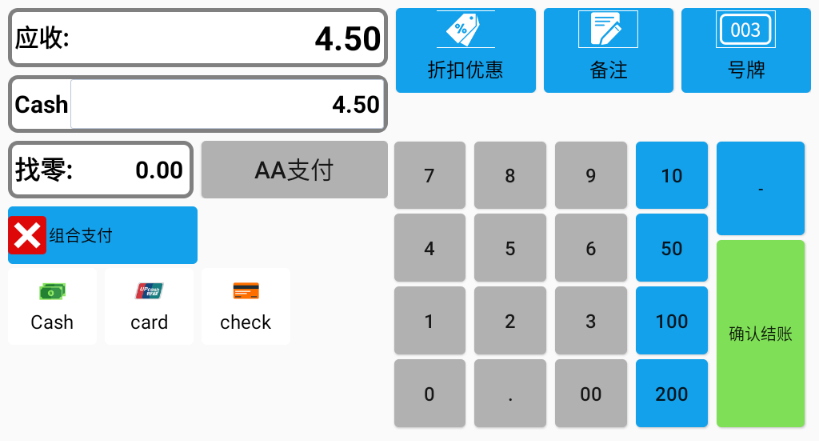 应收: 4.50
Cash 4.50
找零: 0.00
AA支付
组合支付
Cash
card
check
%
折扣优惠
备注
003
号牌
7 8 9 10 -
4 5 6 50
1 2 3 100
确认结账
0 . 00 200